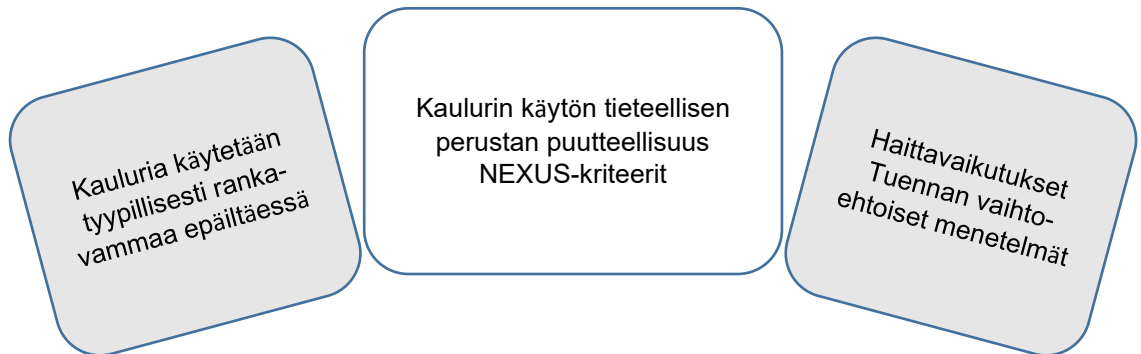 Kauluria käytetään
tyypillisesti ranka-
vammaa epäiltäessä
Kaulurin käytön tieteellisen
perustan puutteellisuus
NEXUS-kriteerit
Haittavaikutukset
Tuennan vaihto-
ehtoiset menetelmät